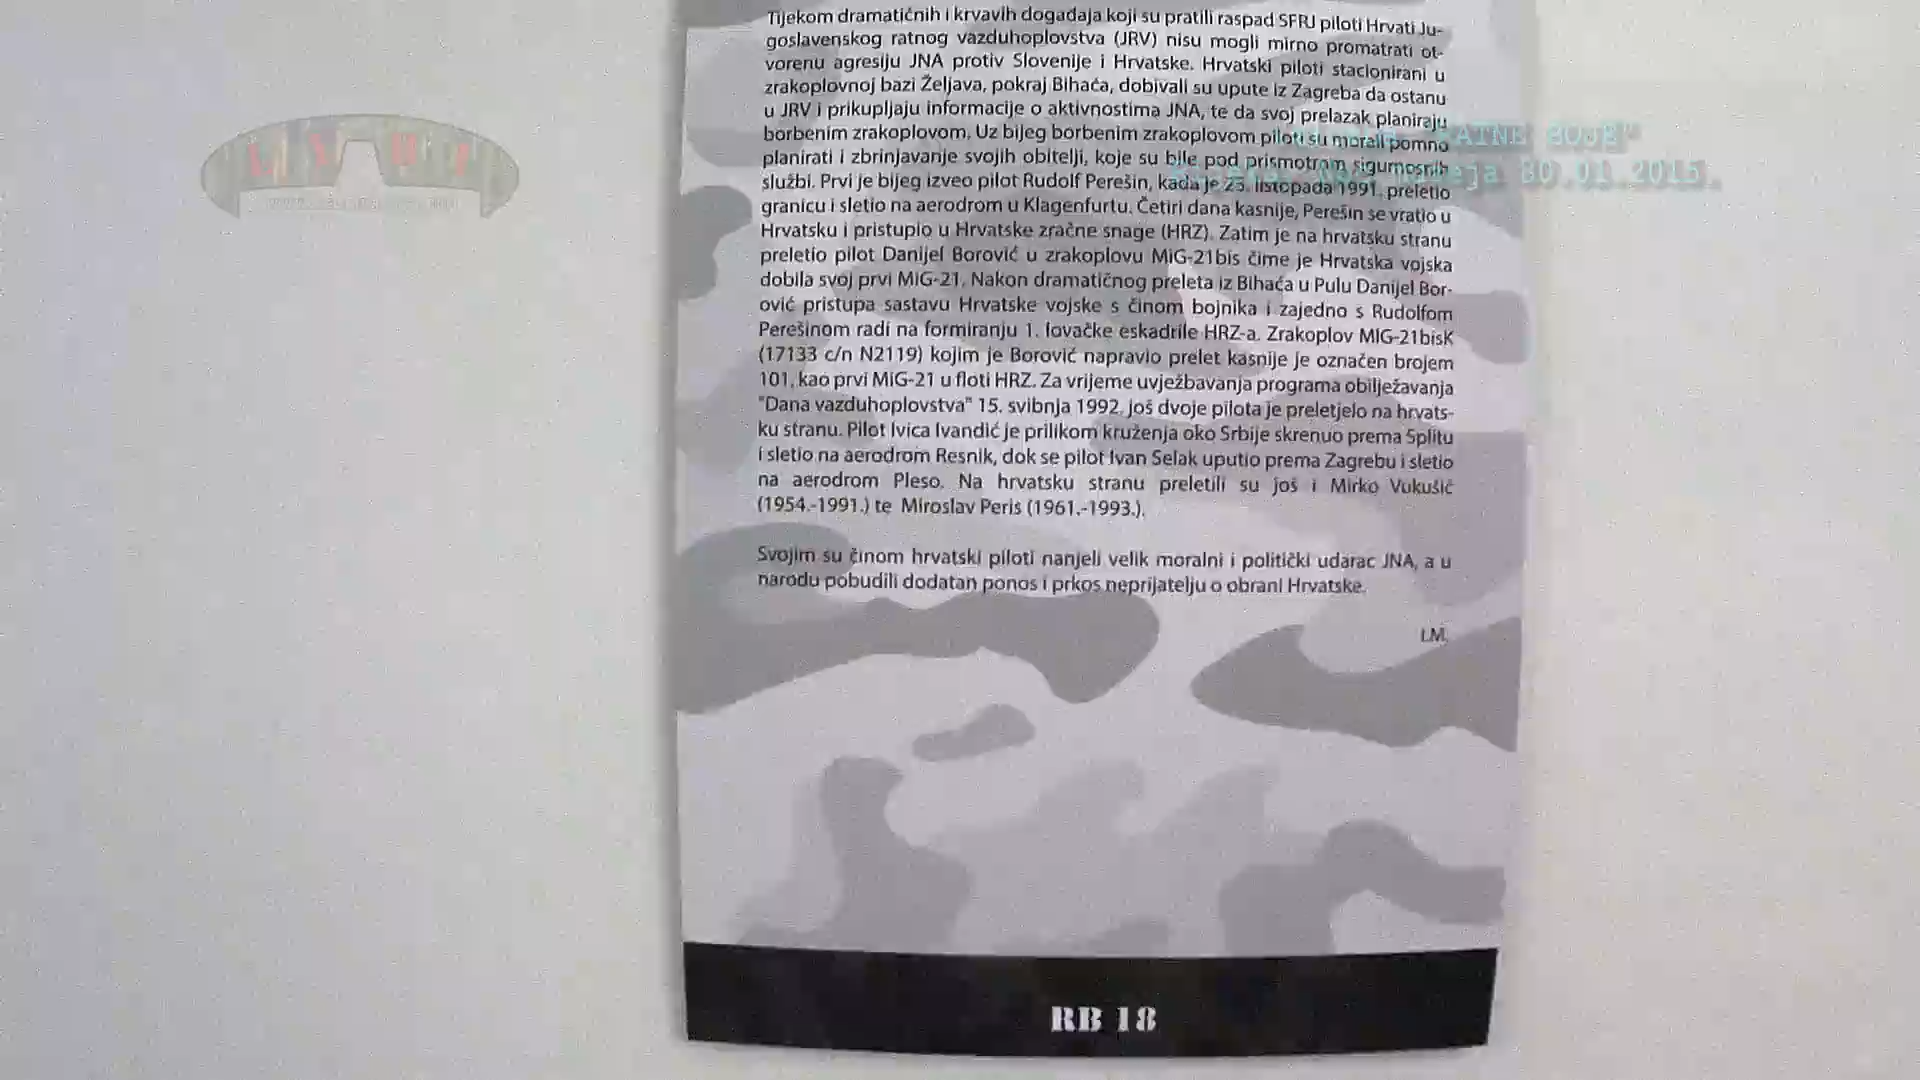 Tijekom dramatičnih i krvavih događaja koji su pratili raspad SFRJ piloti Hrvati Ju-
goslavenskog ratnog vazduhoplovstva (JRV) nisu mogli mirno promatrati ot-
vorenu agresiju JNA protiv Slovenije i Hrvatske. Hrvatski piloti stacionirani u
zrakoplovnoj bazi Željava, pokraj Bihaća, dobivali su upute iz Zagreba da ostanu
u JRV i prikupljaju informacije o aktivnostima JNA, te da svoj prelazak planiraju
borbenim zrakoplovom. Uz bijeg borbenim zrakoplovom piloti su morali pomno
planirati i zbrinjavanje svojih obitelji, koje su bile pod prismotrom sigurnosnih
službi. Prvi je bijeg izveo pilot Rudolf Perešin, kada je 25. listopada 1991. preletio
granicu i sletio na aerodrom u Klagenfurtu. Četiri dana kasnije, Perešin se vratio u
Hrvatsku i pristupio u Hrvatske zračne snage (HRZ). Zatim je na hrvatsku stranu
preletio pilot Danijel Borović u zrakoplovu MiG-21bis čime je Hrvatska vojska
dobila svoj prvi MiG-21. Nakon dramatičnog preleta iz Bihaća u Pulu Danijel Bor-
ović pristupa sastavu Hrvatske vojske s činom bojnika i zajedno s Rudolfom
Perešinom radi na formiranju 1. lovačke eskadrile HRZ-a. Zrakoplov MIG-21bisK
(17133 c/n N2119) kojim je Borović napravio prelet kasnije je označen brojem
101, kao prvi MiG-21 u floti HRZ. Za vrijeme uvježbavanja programa obilježavanja
"Dana vazduhoplovstva" 15. svibnja 1992. još dvoje pilota je preletjelo na hrvats-
ku stranu. Pilot Ivica Ivandić je prilikom kruženja oko Srbije skrenuo prema Splitu
i sletio na aerodrom Resnik, dok se pilot Ivan Selak uputio prema Zagrebu i sletio
na aerodrom Pleso. Na hrvatsku stranu preletili su još i Mirko Vukušić
(1954.-1991.) te Miroslav Peris (1961.-1993.).
Svojim su činom hrvatski piloti nanjeli velik moralni i politički udarac JNA, a u
narodu pobudili dodatan ponos i prkos neprijatelju o obrani Hrvatske.
LM.
RB 18
"RATNE BOJE"
30.01.2015.